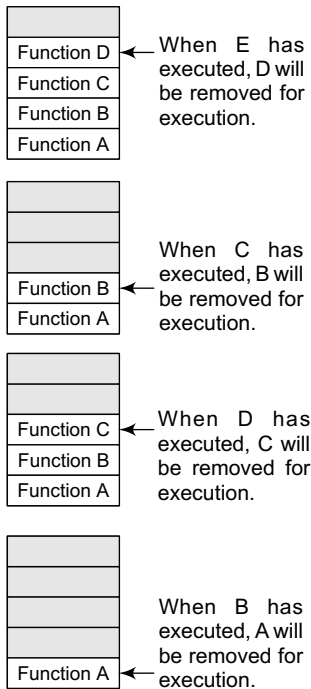 Function D
Function C
Function B
Function A
When E has
executed, D will
be removed for
execution.
Function B
Function A
When C has
executed, B will
be removed for
execution.
Function C
Function B
Function A
When D has
executed, C will
be removed for
execution.
Function A
When B has
executed, A will
be removed for
execution.